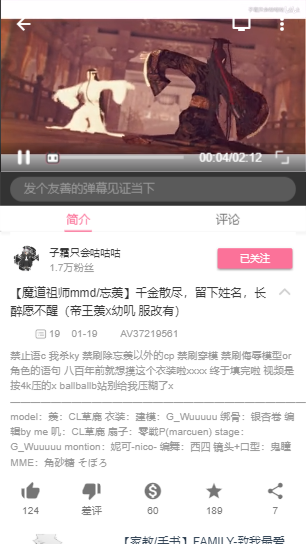 00:04/02:12
发个友善的弹幕见证当下
简介
评论
子霜只会咕咕咕
1.7万粉丝
已关注
【魔道祖师mmd/忘羡】千金散尽，留下姓名，长
醉愿不醒（帝王羡x幼叽 服改有）
19 01-19 AV37219561
禁止语c 我杀ky 禁刷除忘羡以外的cp 禁刷穿模 禁刷侮辱模型or
角色的语句 八百年前就想摸这个衣装啦xxxx 终于填完啦 视频是
按4k压的x ballballb站别给我压糊了x
model：羡：CL草鹿 衣装： 建模：G_Wuuuuu 绑骨：银杏卷 编
辑by me 叽：CL草鹿 扇子：零戦P(marcuen) stage：
G_Wuuuuu montion：妮可-nico- 编舞：西四 镜头+口型：鬼瞳
MME：角砂糖 そぼろ
124
差评
60
189
7
【家教/手书】FAMILY-致我最爱